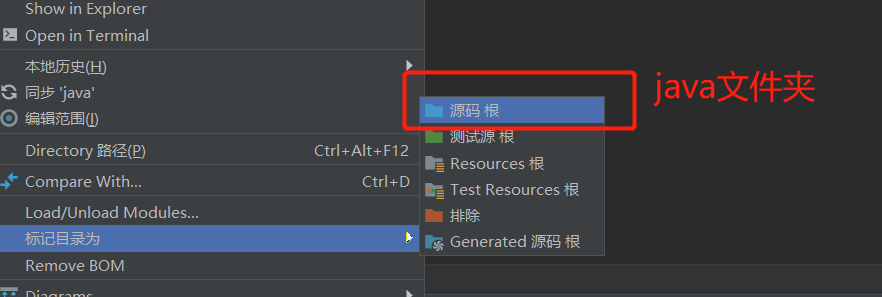 Show in Explorer
Open in Terminal
本地历史(H)
同步 'java'
编辑范围(I)
Directory 路径(P) Ctrl+Alt+F12
Compare With... Ctrl+D
Load/Unload Modules...
标记目录为
Remove BOM
Diagrams
源码 根
测试源 根
Resources 根
Test Resources 根
排除
Generated 源码 根
java文件夹